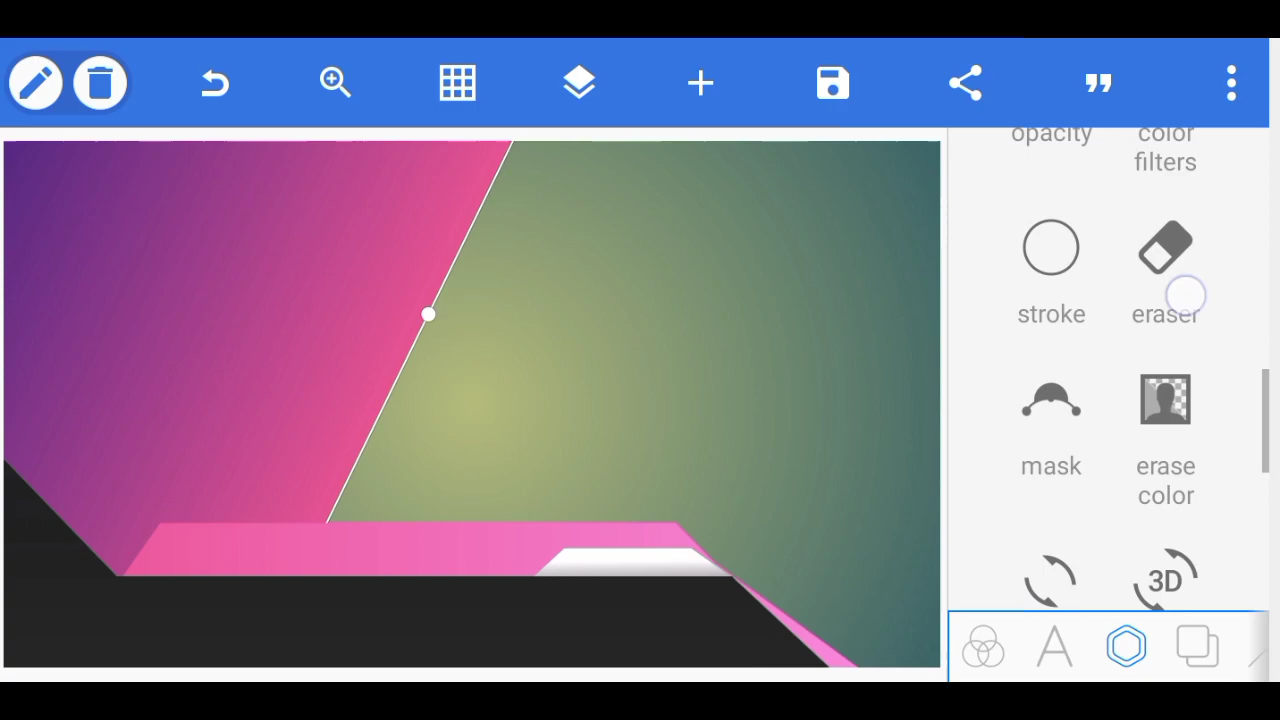 opacity
color
filters
stroke
eraser
mask
erase
color
3D